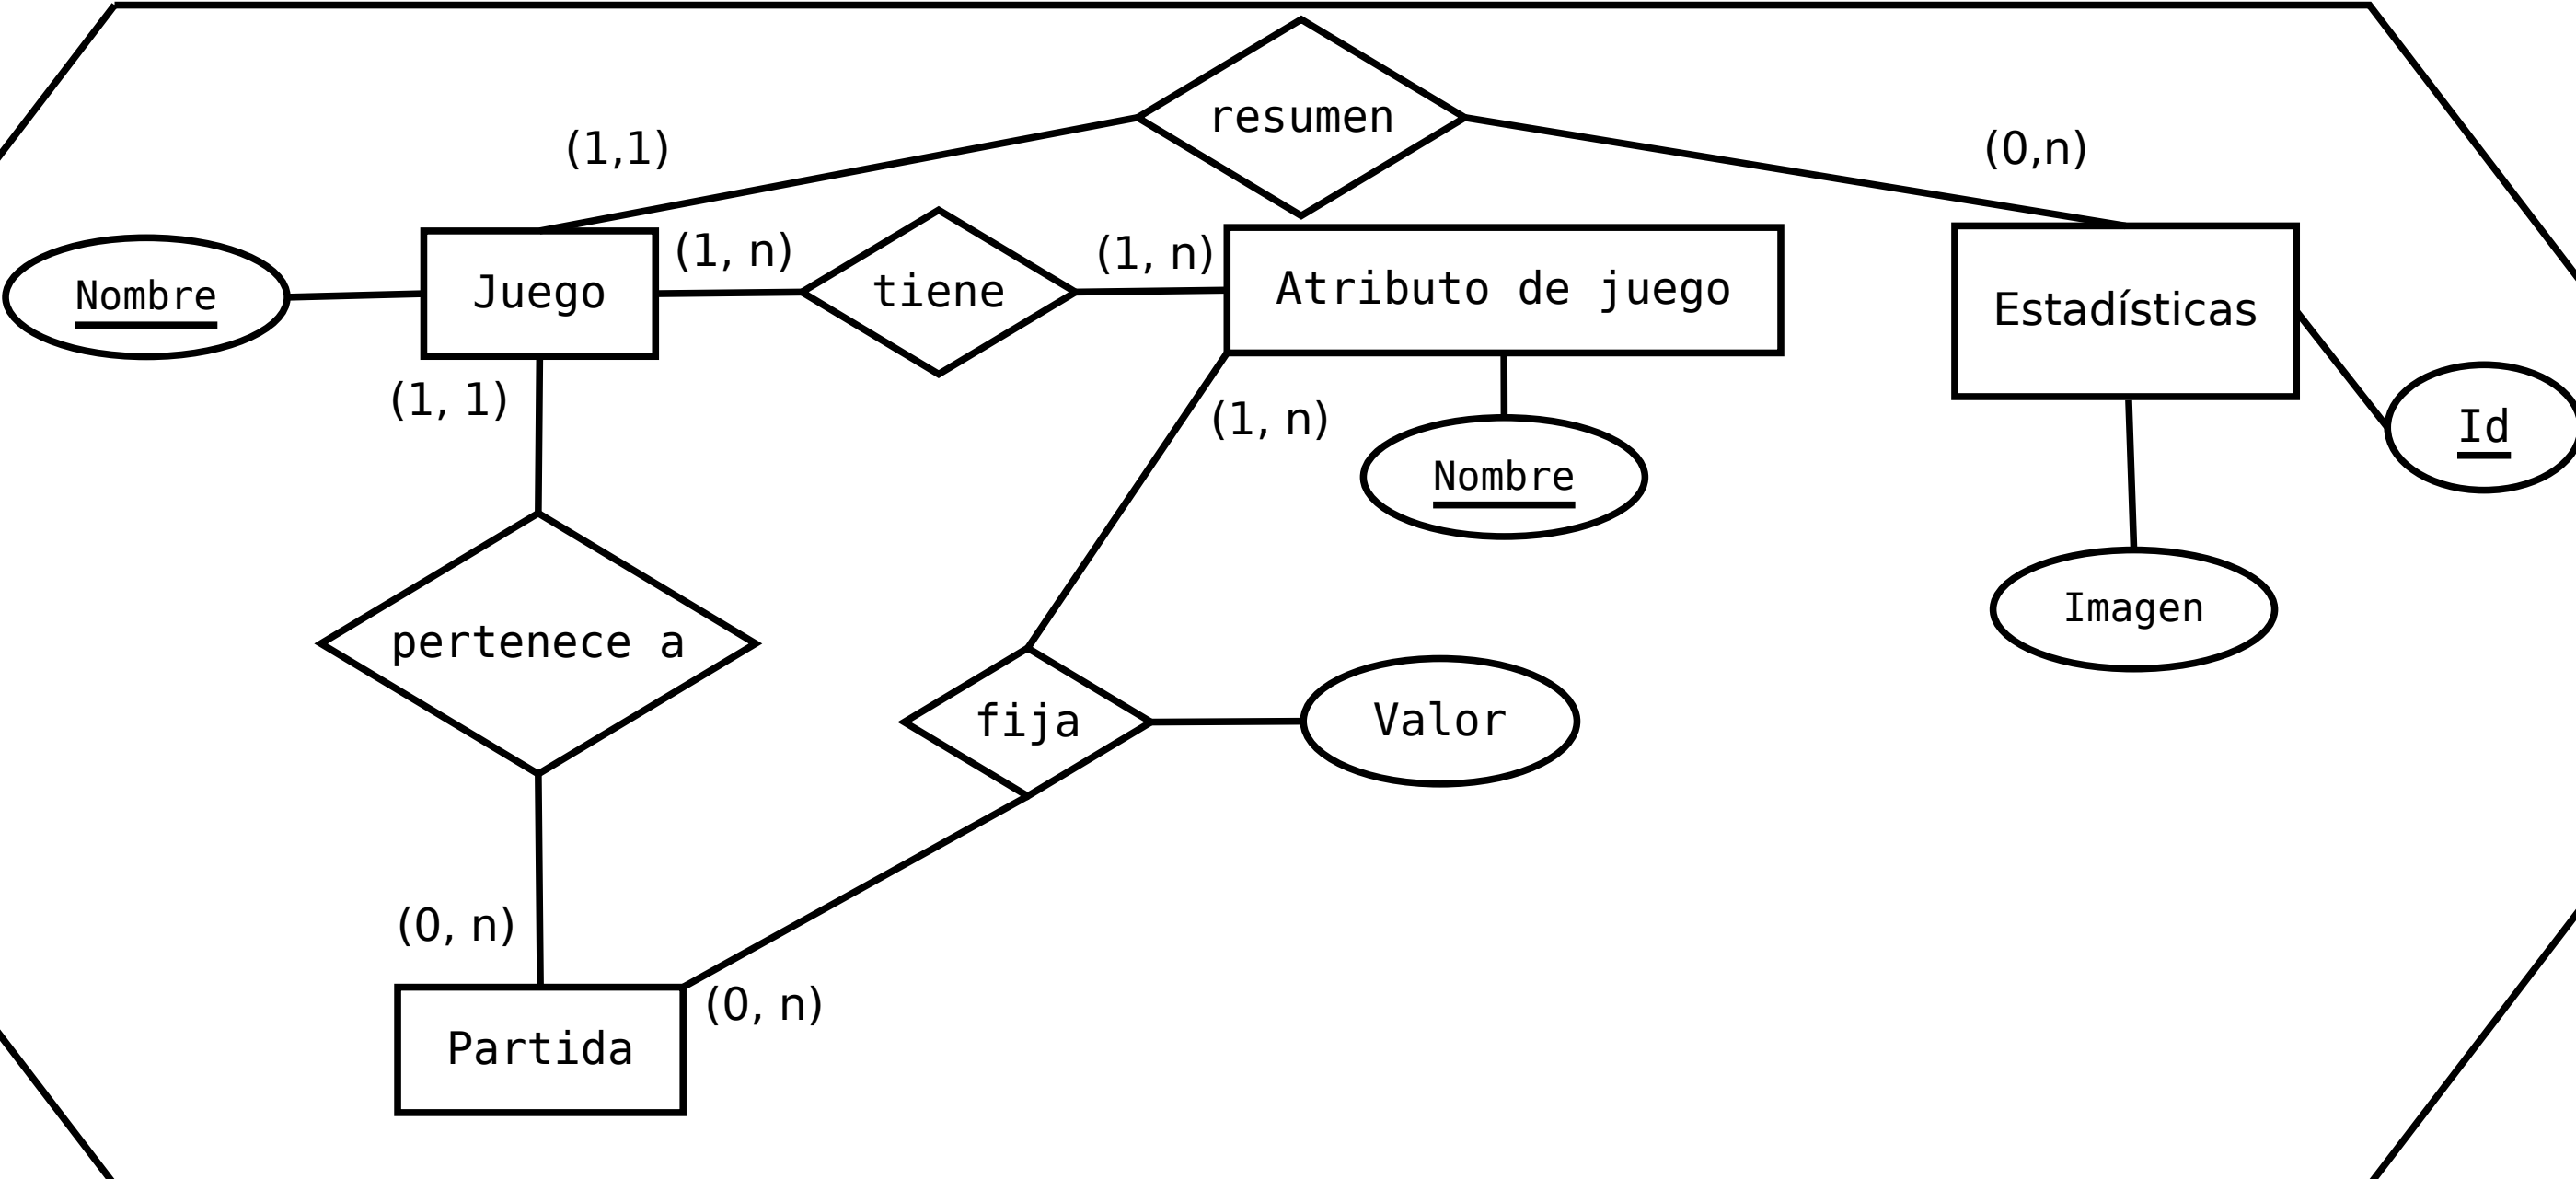 resumen
(1,1)
(0,n)
Nombre
Juego
(1, n)
tiene
(1, n)
Atributo de juego
Estadísticas
(1, 1)
(1, n)
Nombre
Id
pertenece a
Imagen
fija
Valor
(0, n)
Partida
(0, n)